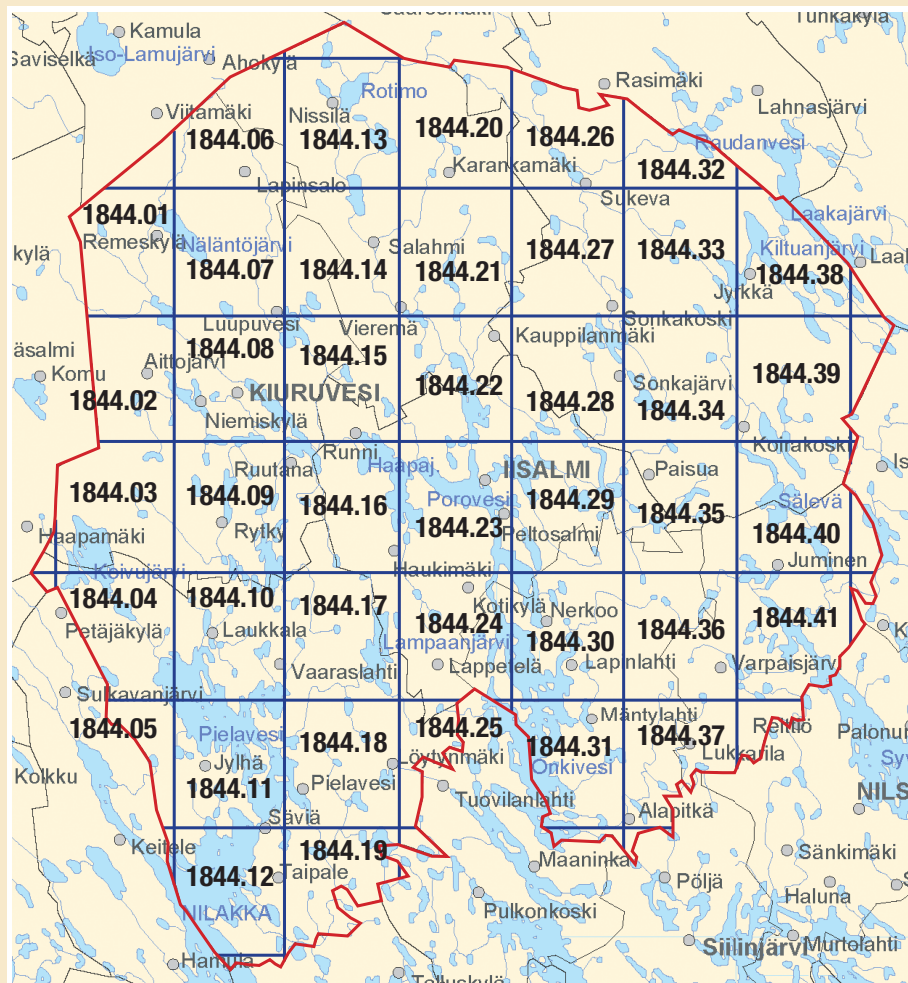 Kamula
Tuhkakylä
Saviselkä
Iso-Lamujärvi
Ahokylä
Rasimäki
Rotimo
Lahnasjärvi
Viitamäki
Nissilä
1844.06
1844.13
1844.20
1844.26
Raudanvesi
Karankamäki
1844.32
Lapinsalo
Sukeva
1844.01
Laakajärvi
Remeskylä
Näläntöjärvi
Salahmi
1844.27
1844.33
Kiltuanjärvi
kylä
Laak
1844.07
1844.14
1844.21
1844.38
Jyrkkä
Luupuvesi
Vieremä
Sonkakoski
Kauppilanmäki
1844.08
1844.15
äsalmi
Aittojärvi
Komu
1844.39
1844.22
Sonkajärvi
KIURUVESI
1844.02
1844.28
1844.34
Niemiskylä
Koirakoski
Runni
Ruutana
Haapaj.
IISALMI
Paisua
Is
1844.03
1844.09
1844.16
Porovesi
1844.29
1844.35
Sälevä
1844.23
Rytky
Peltosalmi
1844.40
Haapamäki
Juminen
Koivujärvi
Haukimäki
1844.04
1844.10
1844.17
Kotikylä
Nerkoo
Petäjäkylä
Laukkala
1844.24
1844.36
1844.41
K
Lampaanjärvi
1844.30
Vaaraslahti
Lappetelä
Lapinlahti
Varpaisjärvi
Sulkavanjärvi
1844.05
Pielavesi
1844.25
Mäntylahti
Reittiö
Palonur
1844.18
1844.31
1844.37
Lukkarila
Jylhä
Löytynmäki
Syv
Kolkku
Onkivesi
1844.11
Pielavesi
Tuovilanlahti
NILS
Säviä
Alapitkä
Keitele
1844.19
Sänkimäki
1844.12
Taipale
Maaninka
Pöljä
Haluna
NILAKKA
Pulkonkoski
Siilinjärvi
Murtolahti
Hamula